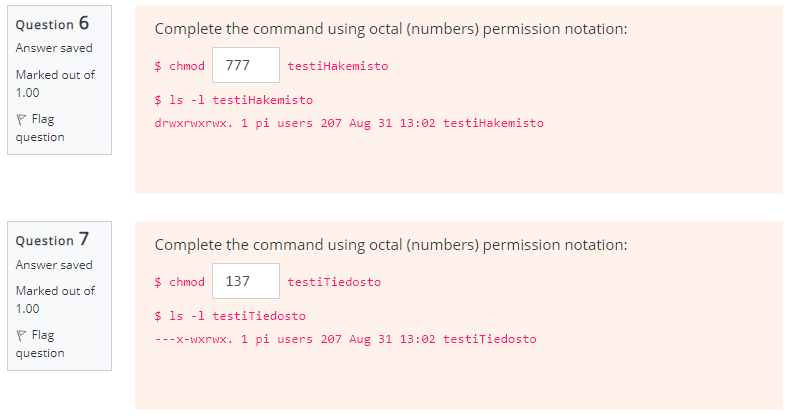 Question 6
Answer saved
Marked out of
1.00
Flag
question
Complete the command using octal (numbers) permission notation:
$ chmod 777 testiHakemisto
$ ls -l testiHakemisto
drwxrwxrwx. 1 pi users 207 Aug 31 13:02 testiHakemisto
Question 7
Answer saved
Marked out of
1.00
Flag
question
Complete the command using octal (numbers) permission notation:
$ chmod 137 testiTiedosto
$ ls -l testiTiedosto
---x-wxrwx. 1 pi users 207 Aug 31 13:02 testiTiedosto